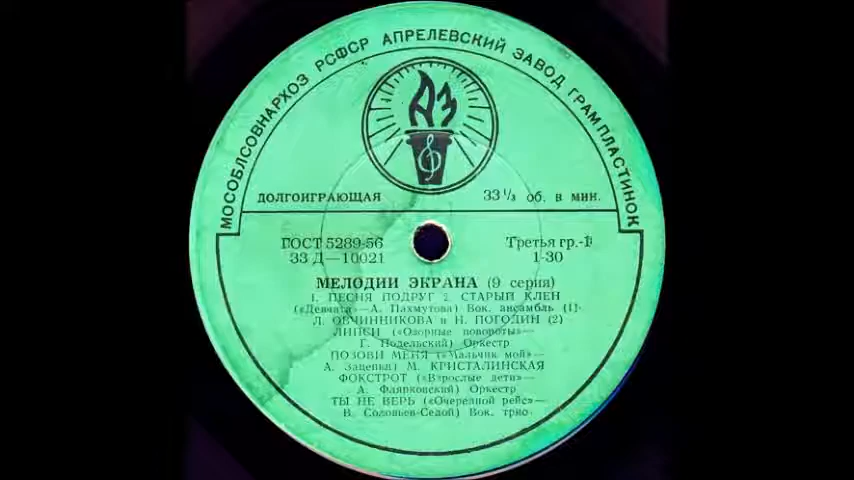 МОСОБЛСОВНАРХОЗ РСФСР АПРЕЛЕВСКИЙ ЗАВОД ГРАМПЛАСТИНОК
АЗ
ДОЛГОИГРАЮЩАЯ 33 1/3 об. в мин.
ГОСТ 5289-56 Третья гр.-1
33 Д—10021 1-30
МЕЛОДИИ ЭКРАНА (9 серия)
1. ПЕСНЯ ПОДРУГ 2. СТАРЫЙ КЛЕН
(«Девчата»—А. Пахмутова) Вок. ансамбль (1)
Л. ОВЧИННИКОВА и Н. ПОГОДИН (2)
ЛИПСИ («Озорные повороты»—
Г. Подельский) Оркестр
ПОЗОВИ МЕНЯ («Мальчик мой»—
А. Зацепин) М. КРИСТАЛИНСКАЯ
ФОКСТРОТ («Взрослые дети»—
А. Флярковский) Оркестр
ТЫ НЕ ВЕРЬ («Очередной рейс»—
В. Соловьев-Седой) Вок. трио